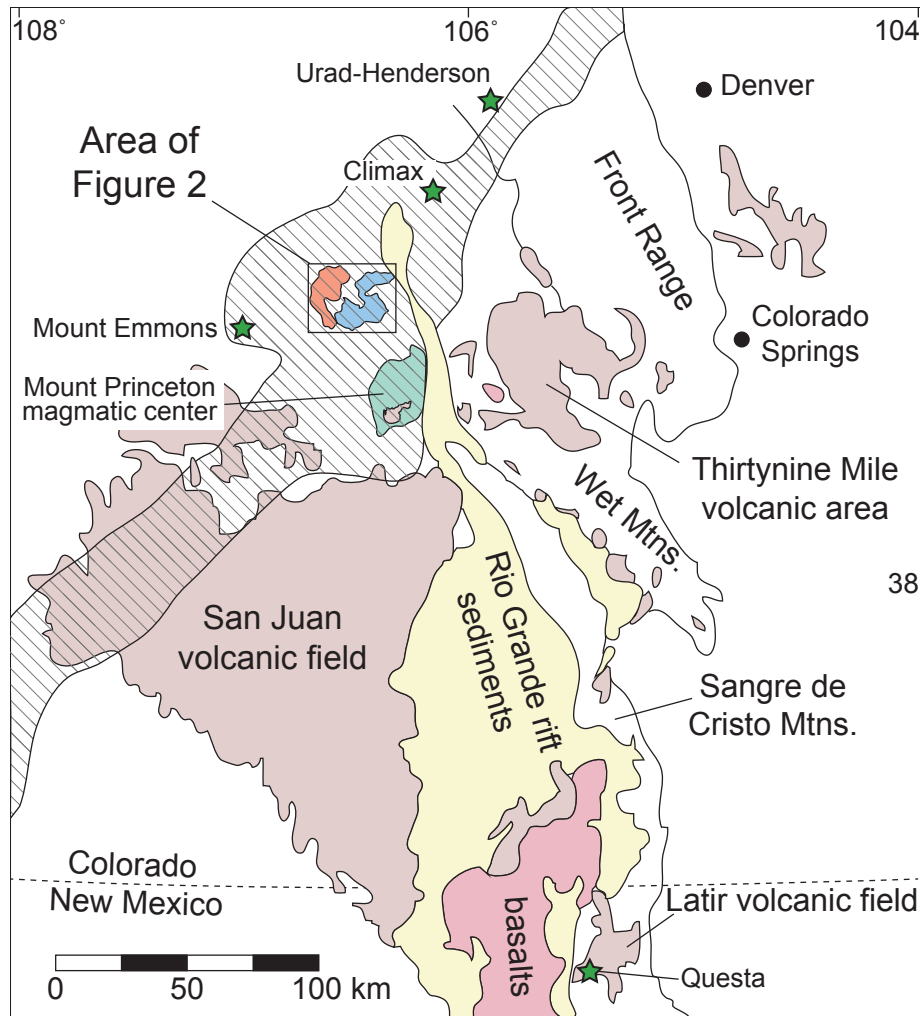 108°
106°
104
Urad-Henderson
Denver
Area of
Figure 2
Climax
Front Range
Mount Emmons
Colorado
Springs
Mount Princeton
magmatic center
Thirtynine Mile
volcanic area
Wet Mtns.
38
San Juan
volcanic field
Rio Grande rift
sediments
Sangre de
Cristo Mtns.
Colorado
New Mexico
basalts
Latir volcanic field
Questa
0 50 100 km